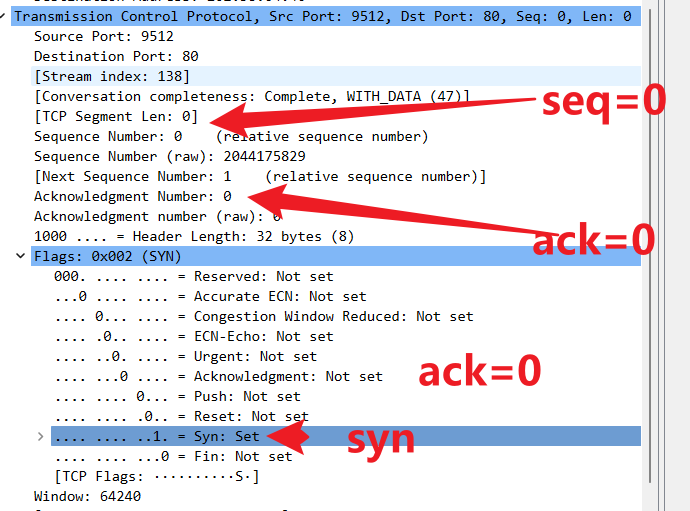 Transmission Control Protocol, Src Port: 9512, Dst Port: 80, Seq: 0, Len: 0
Source Port: 9512
Destination Port: 80
[Stream index: 138]
[Conversation completeness: Complete, WITH_DATA (47)]
seq=0
[TCP Segment Len: 0]
Sequence Number: 0    (relative sequence number)
Sequence Number (raw): 2044175829
[Next Sequence Number: 1    (relative sequence number)]
Acknowledgment Number: 0
Acknowledgment number (raw): 0
ack=0
1000 .... = Header Length: 32 bytes (8)
Flags: 0x002 (SYN)
000. .... .... = Reserved: Not set
...0 .... .... = Accurate ECN: Not set
.... 0... .... = Congestion Window Reduced: Not set
.... .0.. .... = ECN-Echo: Not set
.... ..0. .... = Urgent: Not set
.... ...0 .... = Acknowledgment: Not set
ack=0
.... .... 0... = Push: Not set
.... .... .0.. = Reset: Not set
.... .... ..1. = Syn: Set
syn
.... .... ...0 = Fin: Not set
[TCP Flags: ··········S·]
Window: 64240